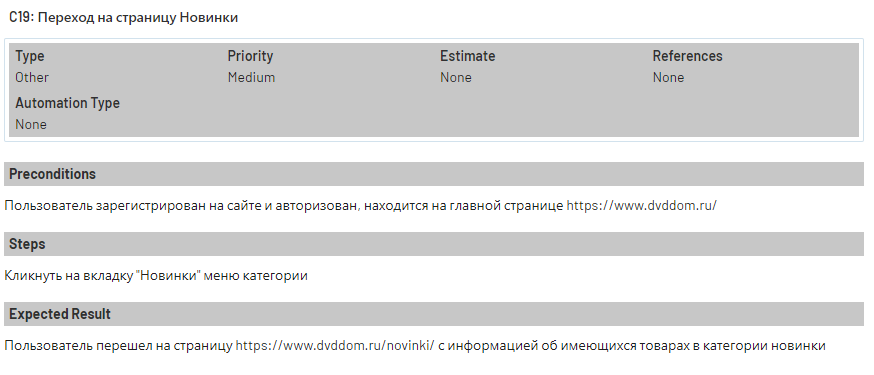 C19: Переход на страницу Новинки
Type Priority Estimate References
Other Medium None None
Automation Type
None
Preconditions
Пользователь зарегистрирован на сайте и авторизован, находится на главной странице https://www.dvddom.ru/
Steps
Кликнуть на вкладку "Новинки" меню категории
Expected Result
Пользователь перешел на страницу https://www.dvddom.ru/novinki/ с информацией об имеющихся товарах в категории новинки